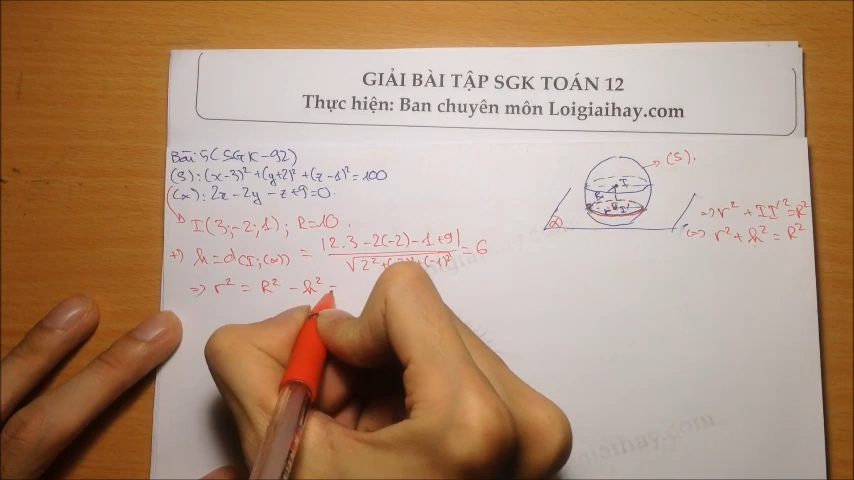 GIẢI BÀI TẬP SGK TOÁN 12
Thực hiện: Ban chuyên môn Loigiaihay.com
Bài 5 (SGK-92)
(S): (x-3)²+(y+2)²+(z-1)²=100
(α): 2x-2y-z+9=0.
I(3;-2;1); R=10
+) h=d(I;(α)) = |2.3-2(-2)-1+9| / √2²+(-2)²+(-1)² = 6
=> r² = R² - h² =
(S).
I
R
r
I'
α
=> r²+II'²=R²
<=> r²+h²=R²
loigiaihay.com